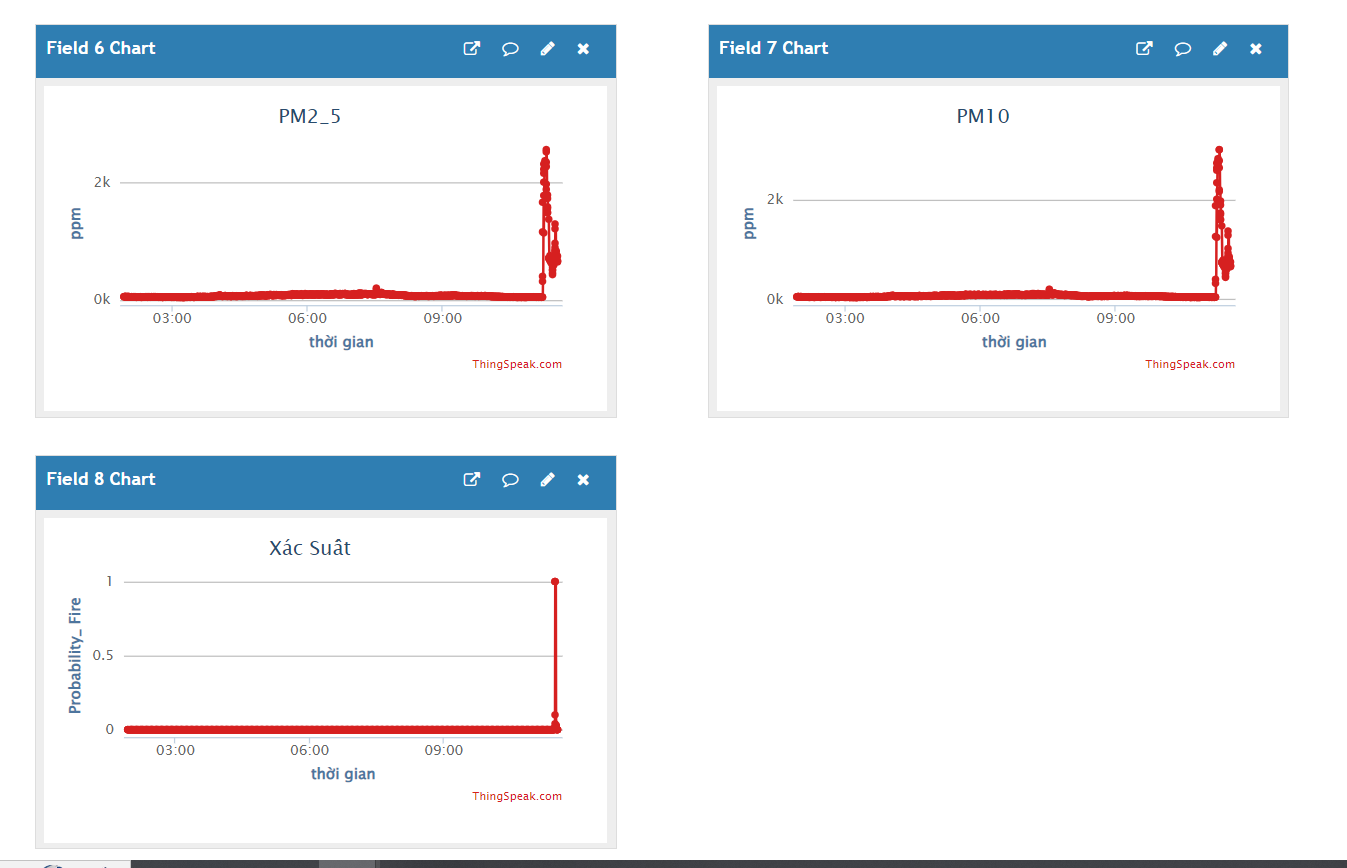 Field 6 Chart
PM2_5
2k
0k
ppm
03:00 06:00 09:00
thời gian
ThingSpeak.com
Field 7 Chart
PM10
2k
0k
ppm
03:00 06:00 09:00
thời gian
ThingSpeak.com
Field 8 Chart
Xác Suất
1
0.5
0
Probability_ Fire
03:00 06:00 09:00
thời gian
ThingSpeak.com